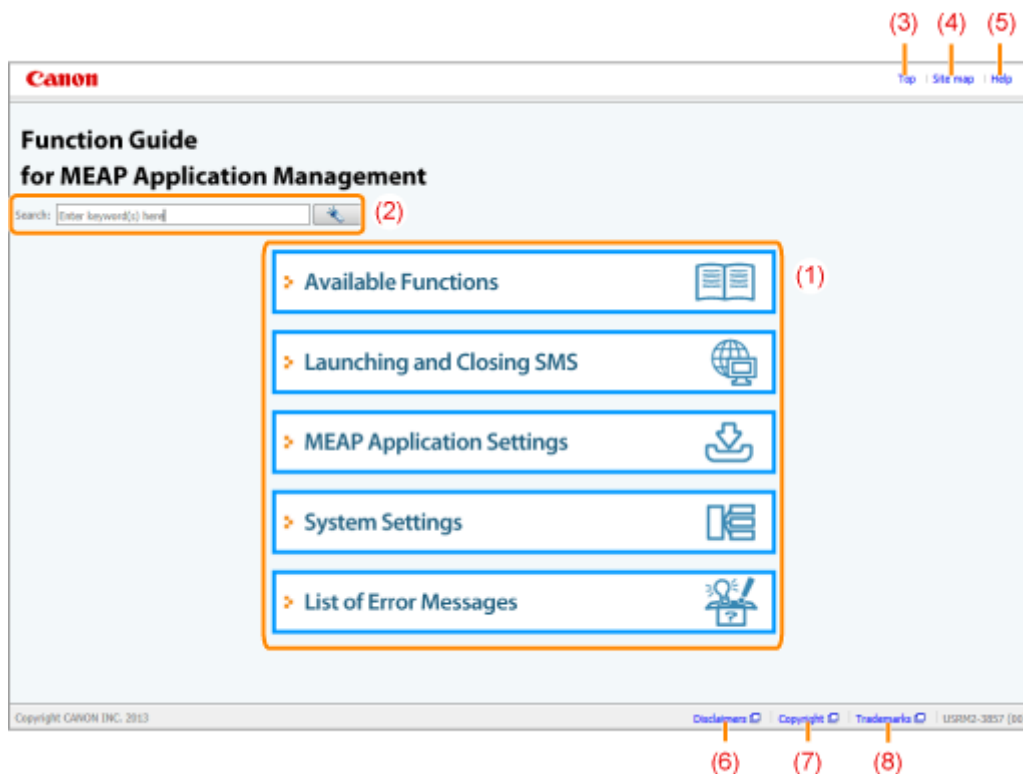 (3) (4) (5)
Canon
Top | Site map | Help
Function Guide
for MEAP Application Management
Search: Enter keyword(s) here (2)
Available Functions (1)
Launching and Closing SMS
MEAP Application Settings
System Settings
List of Error Messages
Copyright CANON INC. 2013 Disclaimers Copyright Trademarks USRM2-3857 (00
(6) (7) (8)